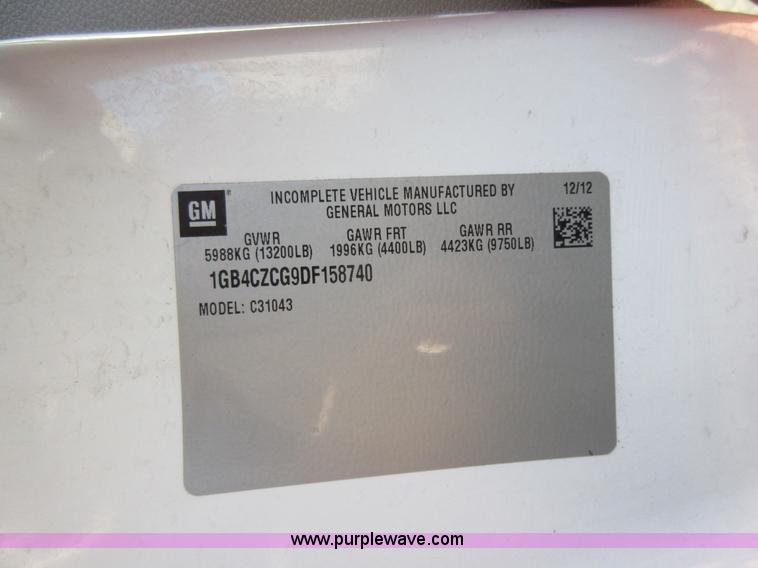 GM ®
INCOMPLETE VEHICLE MANUFACTURED BY
GENERAL MOTORS LLC
12/12
GVWR GAWR FRT GAWR RR
5988KG (13200LB) 1996KG (4400LB) 4423KG (9750LB)
1GB4CZCG9DF158740
MODEL: C31043
www.purplewave.com